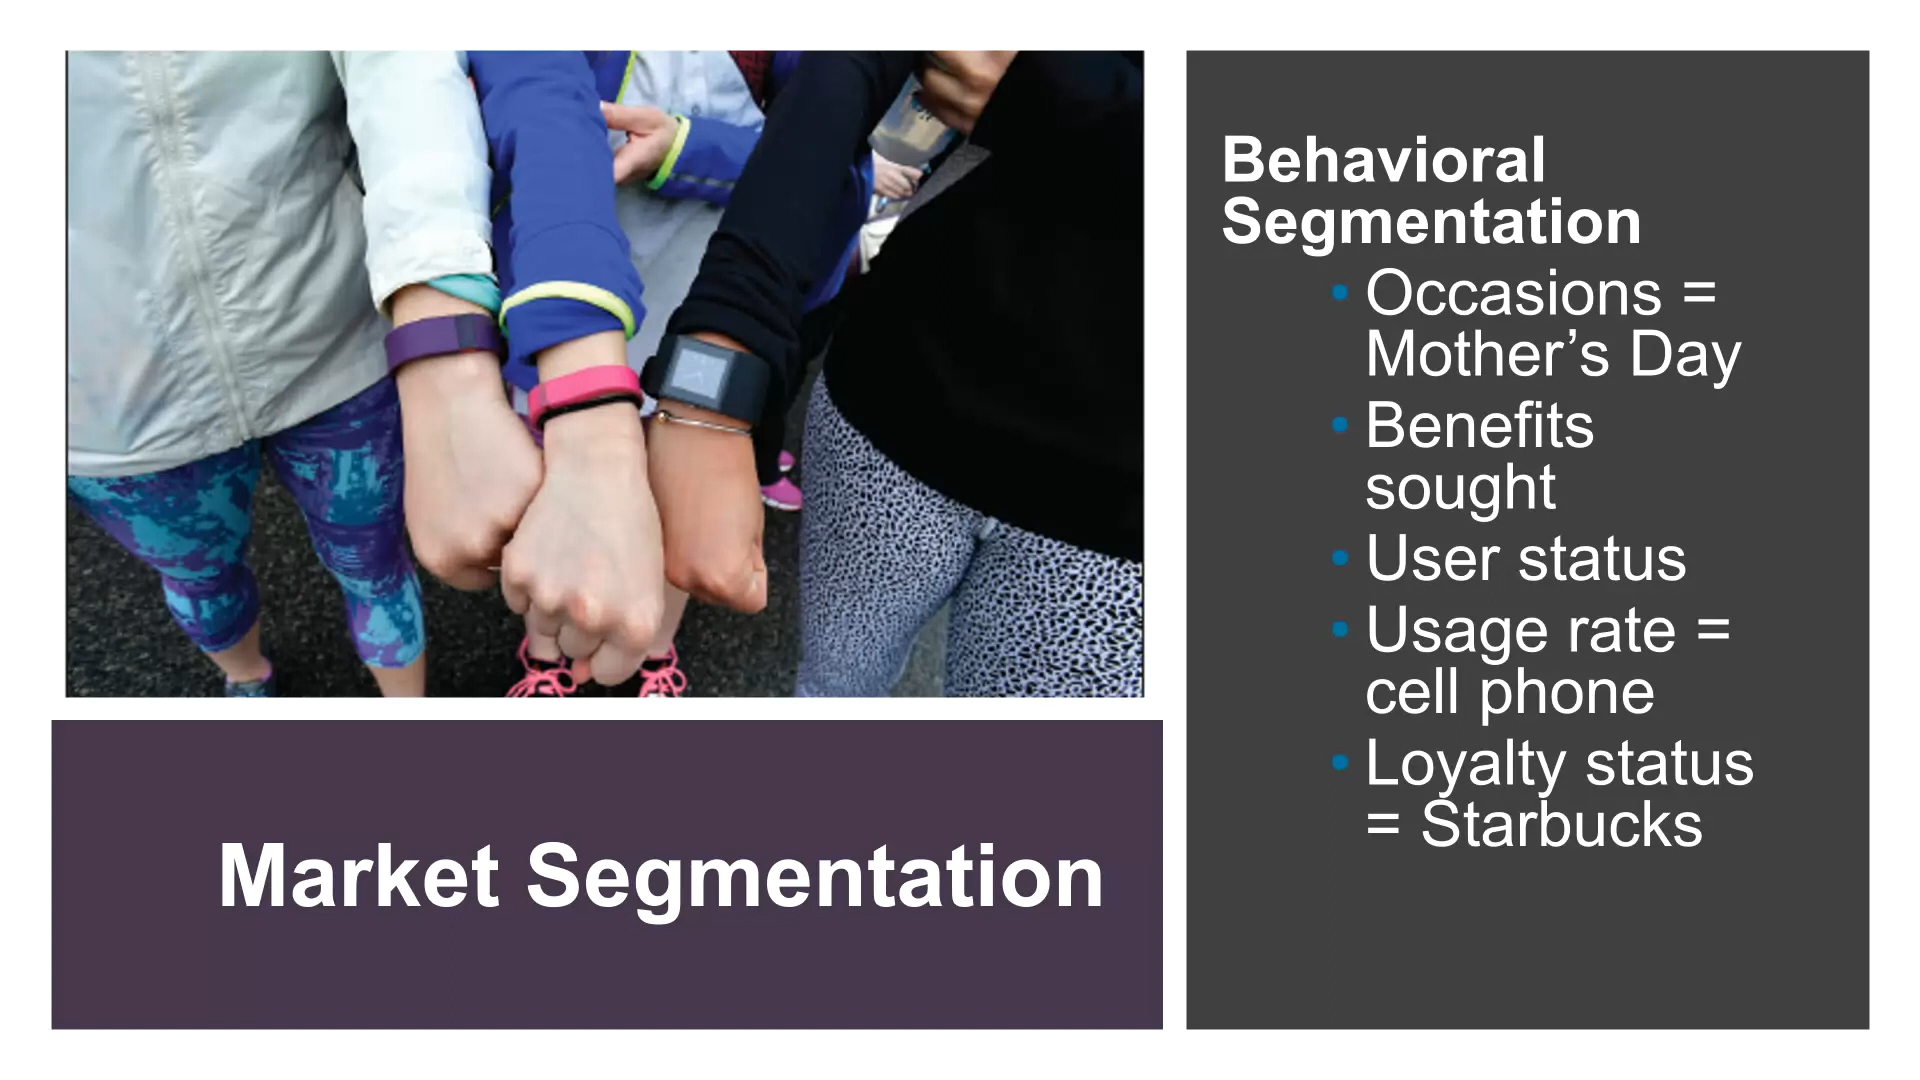 Behavioral
Segmentation
• Occasions =
Mother’s Day
• Benefits
sought
• User status
• Usage rate =
cell phone
• Loyalty status
= Starbucks
Market Segmentation